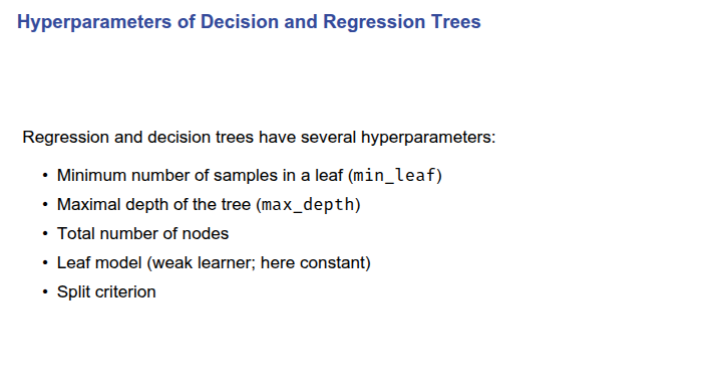 Hyperparameters of Decision and Regression Trees
Regression and decision trees have several hyperparameters:
• Minimum number of samples in a leaf (min_leaf)
• Maximal depth of the tree (max_depth)
• Total number of nodes
• Leaf model (weak learner; here constant)
• Split criterion